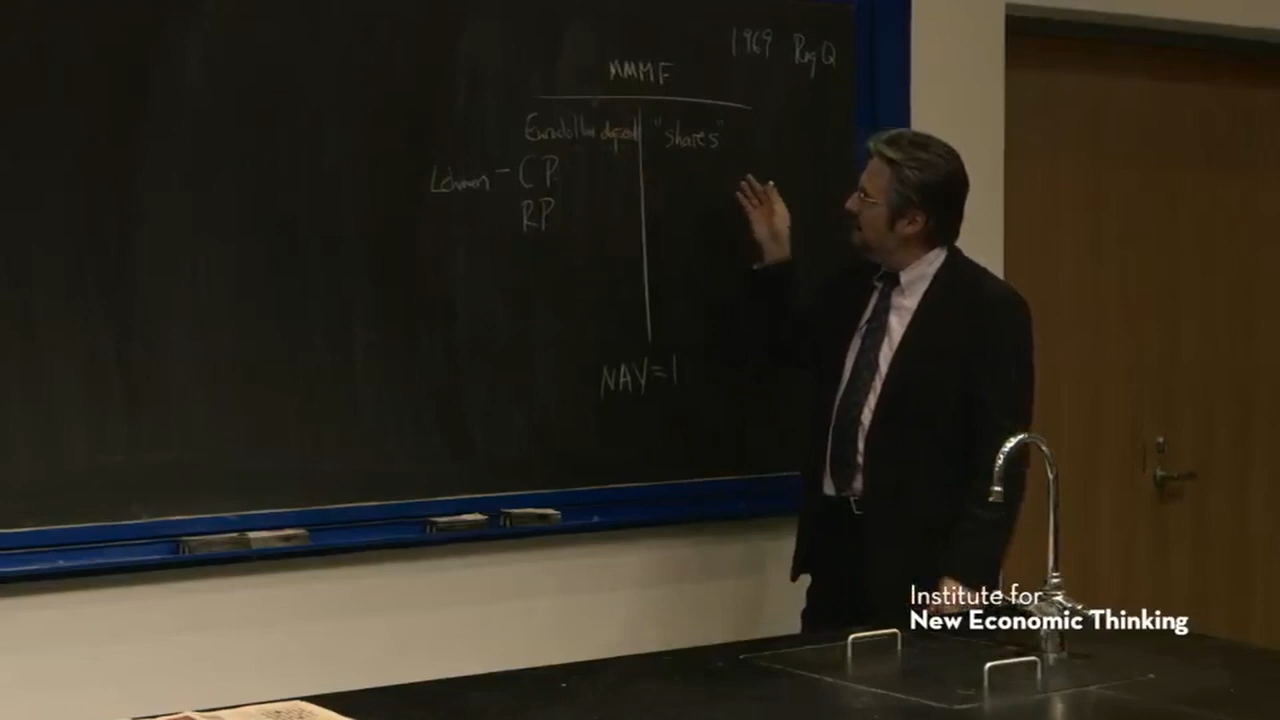 1969 Reg Q
MMMF
Eurodollar deposit "shares"
Lehman - CP
RP
NAV=1
Institute for
New Economic Thinking